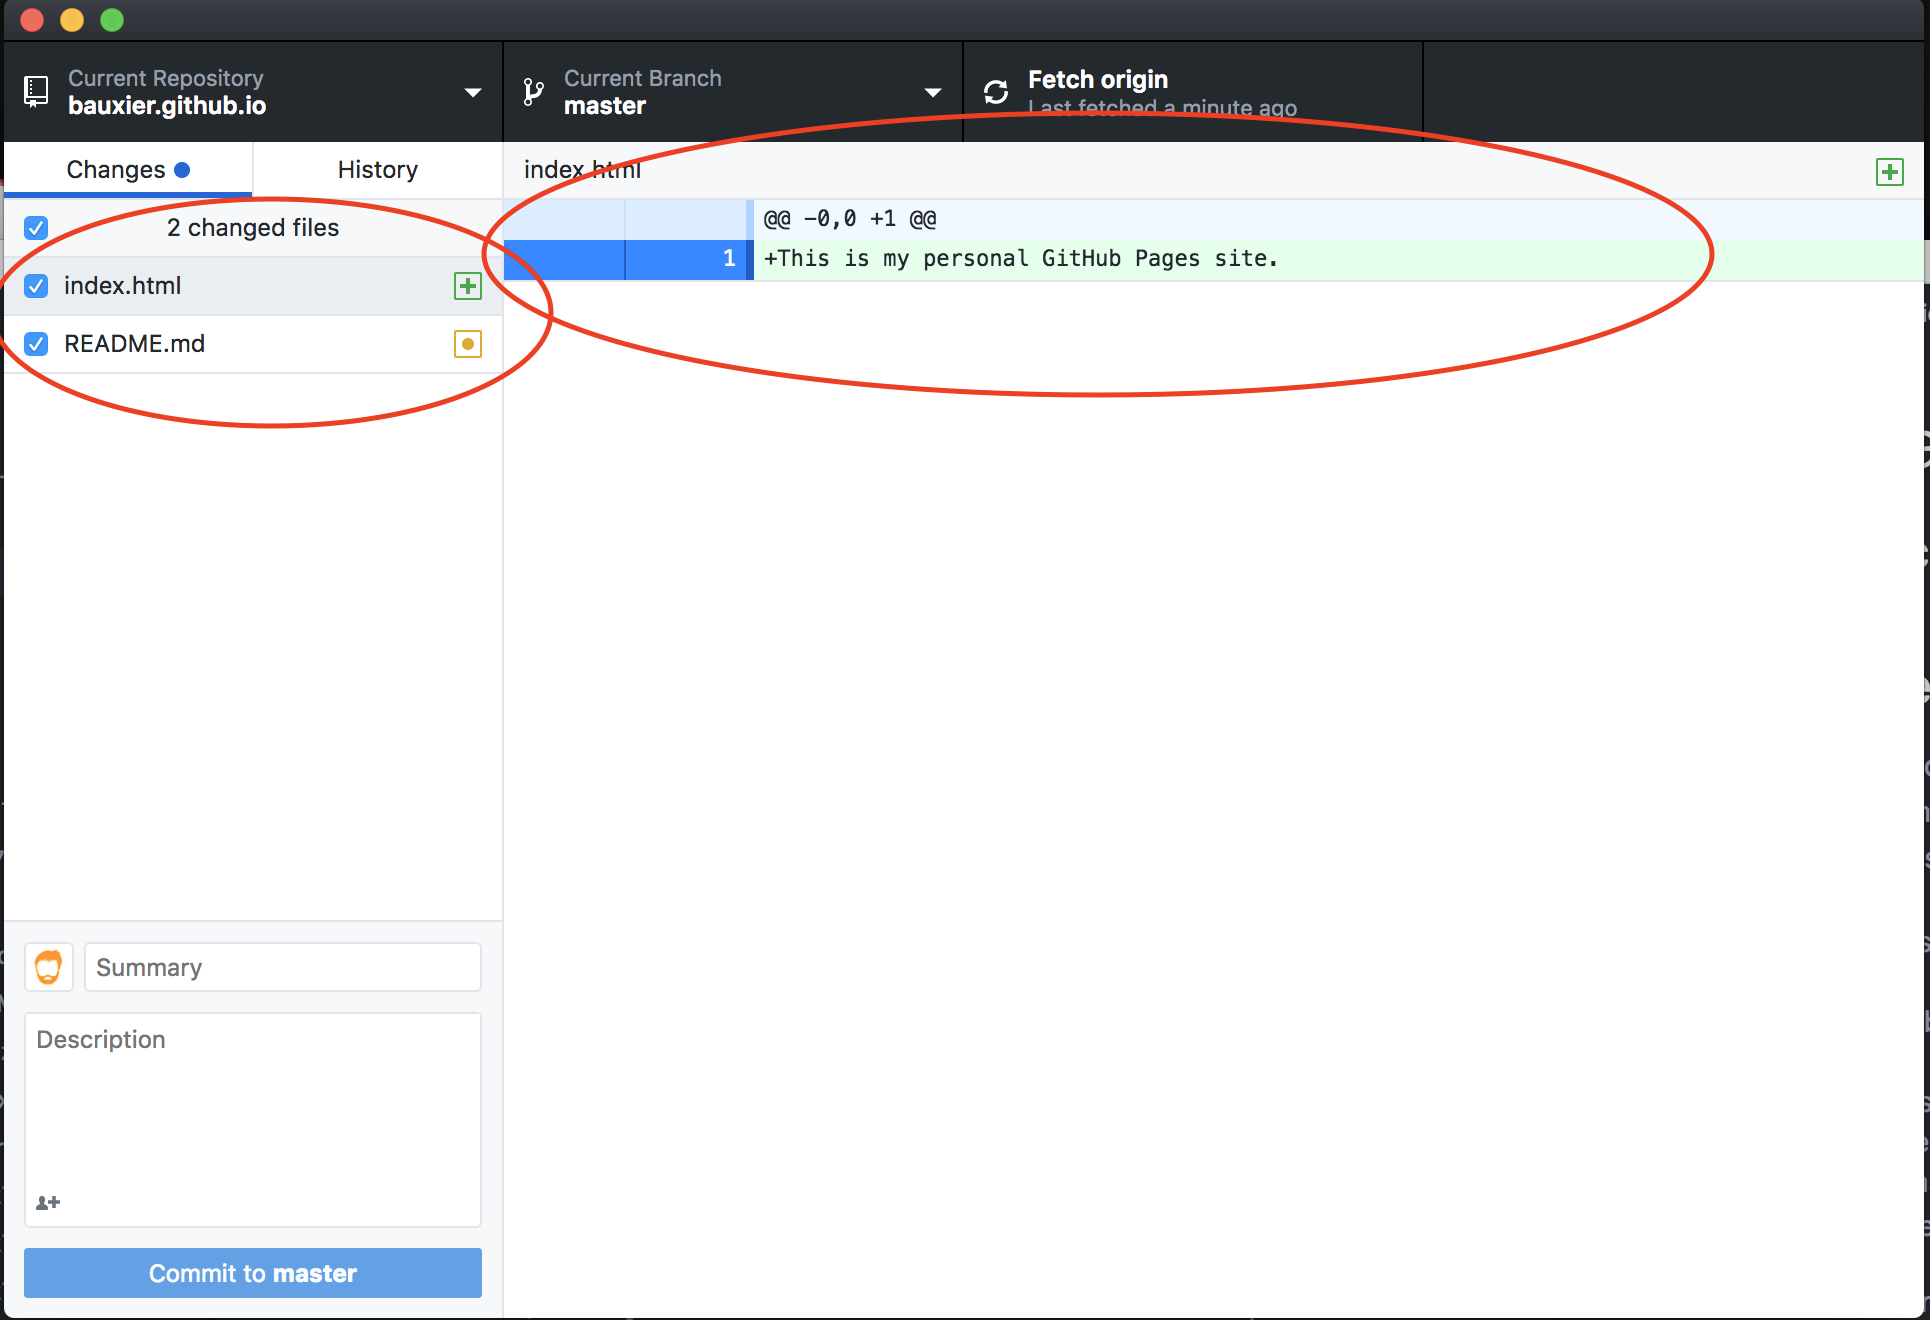 Current Repository
bauxier.github.io
Current Branch
master
Fetch origin
Last fetched a minute ago
Changes
History
index.html
2 changed files
index.html
README.md
@@ -0,0 +1 @@
1 +This is my personal GitHub Pages site.
Summary
Description
Commit to master